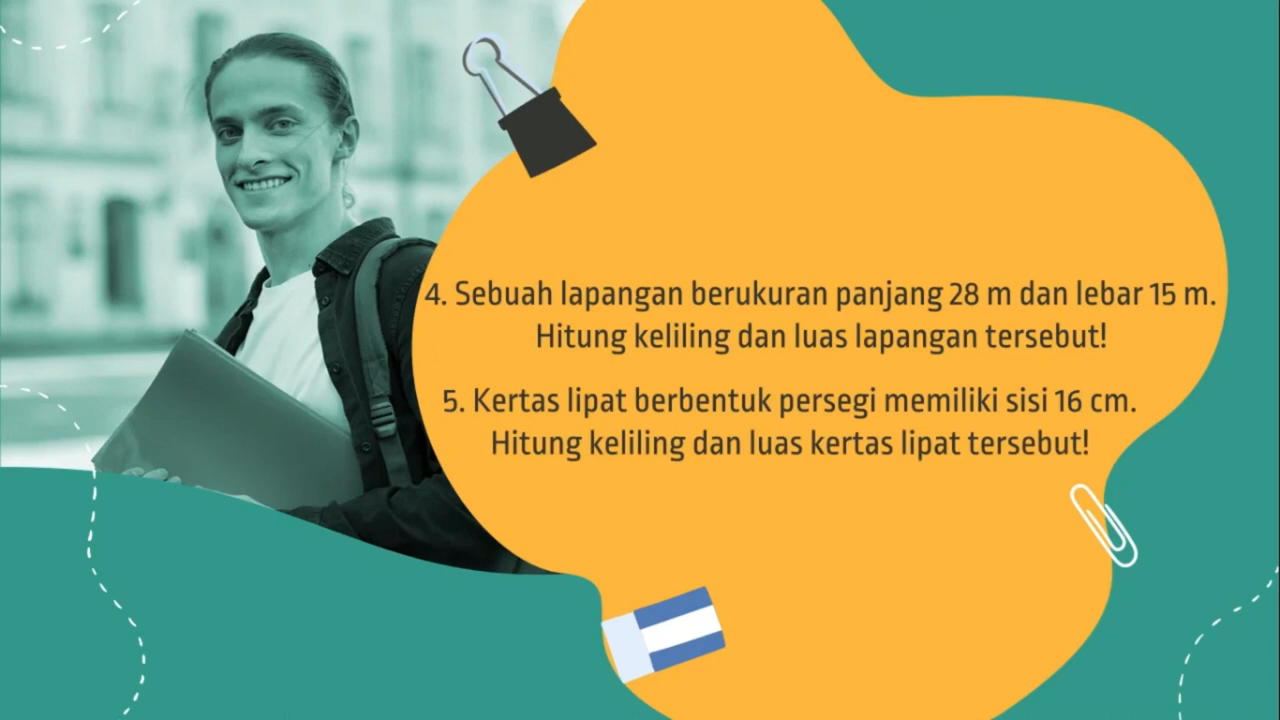 4. Sebuah lapangan berukuran panjang 28 m dan lebar 15 m.
Hitung keliling dan luas lapangan tersebut!
5. Kertas lipat berbentuk persegi memiliki sisi 16 cm.
Hitung keliling dan luas kertas lipat tersebut!